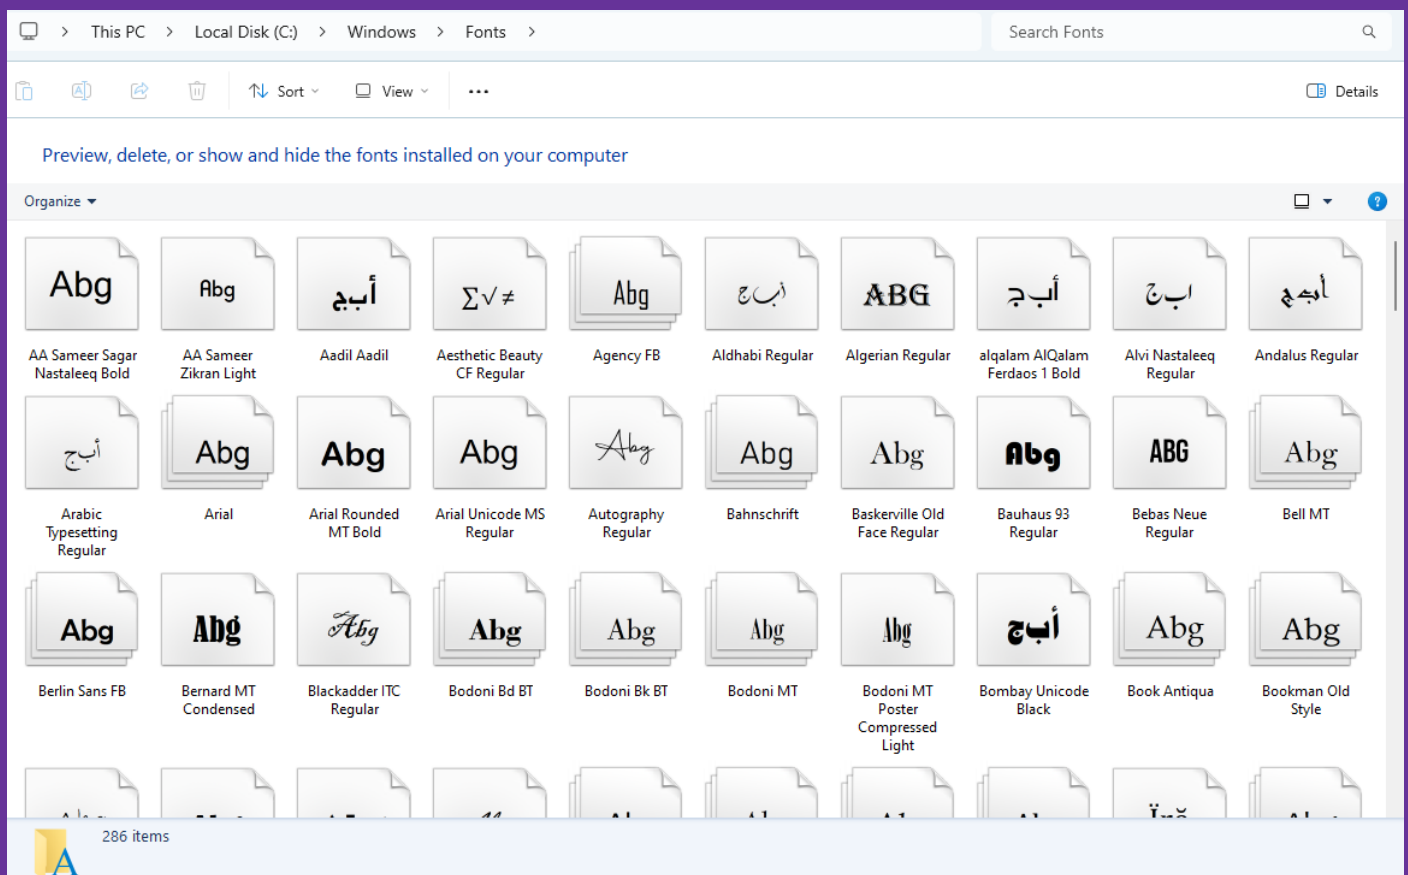 This PC > Local Disk (C:) > Windows > Fonts >
Search Fonts
Sort
View
Details
Preview, delete, or show and hide the fonts installed on your computer
Organize
?
Abg
Abg
أبج
∑√≠
Abg
أبج
ABG
أبج
ابج
أبج
AA Sameer Sagar
Nastaleeq Bold
AA Sameer
Zikran Light
Aadil Aadil
Aesthetic Beauty
CF Regular
Agency FB
Aldhabi Regular
Algerian Regular
alqalam AlQalam
Ferdaos 1 Bold
Alvi Nastaleeq
Regular
Andalus Regular
أبج
Abg
Abg
Abg
Abg
Abg
Abg
Abg
ABG
Abg
Arabic
Typesetting
Regular
Arial
Arial Rounded
MT Bold
Arial Unicode MS
Regular
Autography
Regular
Bahnschrift
Baskerville Old
Face Regular
Bauhaus 93
Regular
Bebas Neue
Regular
Bell MT
Abg
Abg
Abg
Abg
Abg
Abg
Abg
أبج
Abg
Abg
Berlin Sans FB
Bernard MT
Condensed
Blackadder ITC
Regular
Bodoni Bd BT
Bodoni Bk BT
Bodoni MT
Bodoni MT
Poster
Compressed
Light
Bombay Unicode
Black
Book Antiqua
Bookman Old
Style
286 items